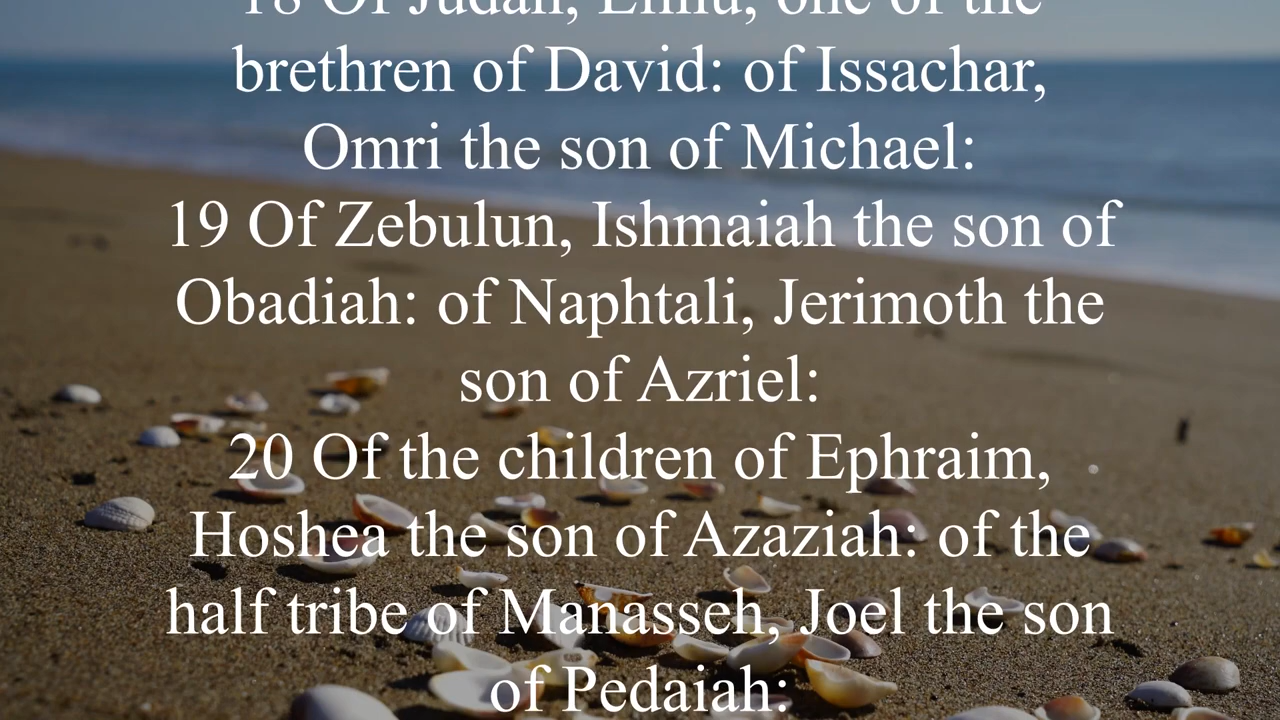 18 Of Judah, Elihu, one of the
brethren of David: of Issachar,
Omri the son of Michael:
19 Of Zebulun, Ishmaiah the son of
Obadiah: of Naphtali, Jerimoth the
son of Azriel:
20 Of the children of Ephraim,
Hoshea the son of Azaziah: of the
half tribe of Manasseh, Joel the son
of Pedaiah: